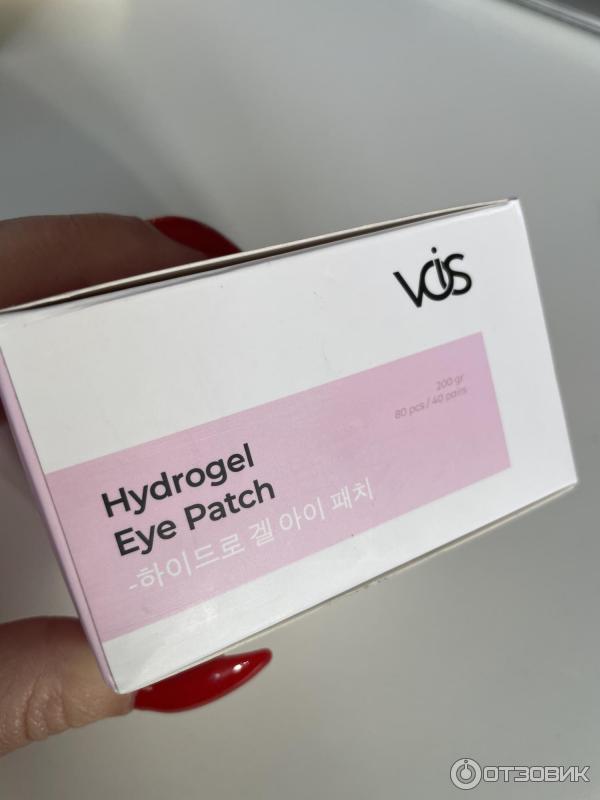 VOiS
200 gr
80 pcs / 40 pairs
Hydrogel
Eye Patch
-하이드로 겔 아이 패치
ОТЗОВИК